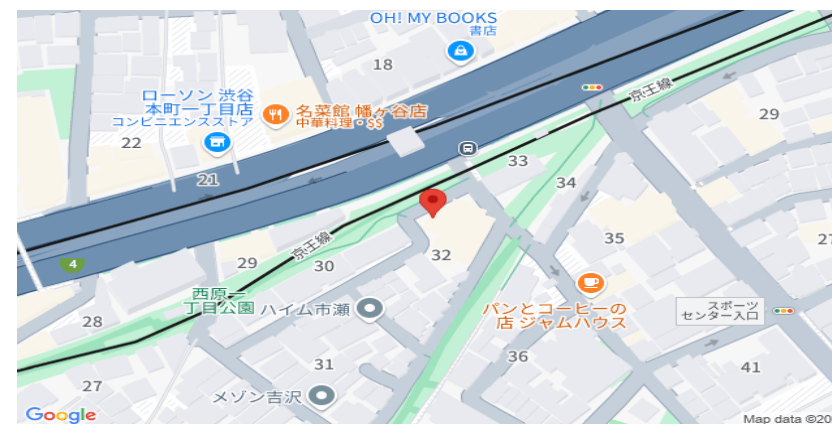 OH! MY BOOKS
書店
18
京王線
29
ローソン 渋谷
本町一丁目店
コンビニエンスストア
名菜館 幡ヶ谷店
中華料理・$$
22
21
33
34
35
27
4
29
京王線
30
32
西原一
丁目公園
ハイム市瀬
パンとコーヒーの
店 ジャムハウス
スポーツ
センター入口
28
31
36
41
27
メゾン吉沢
Google
Map data ©20